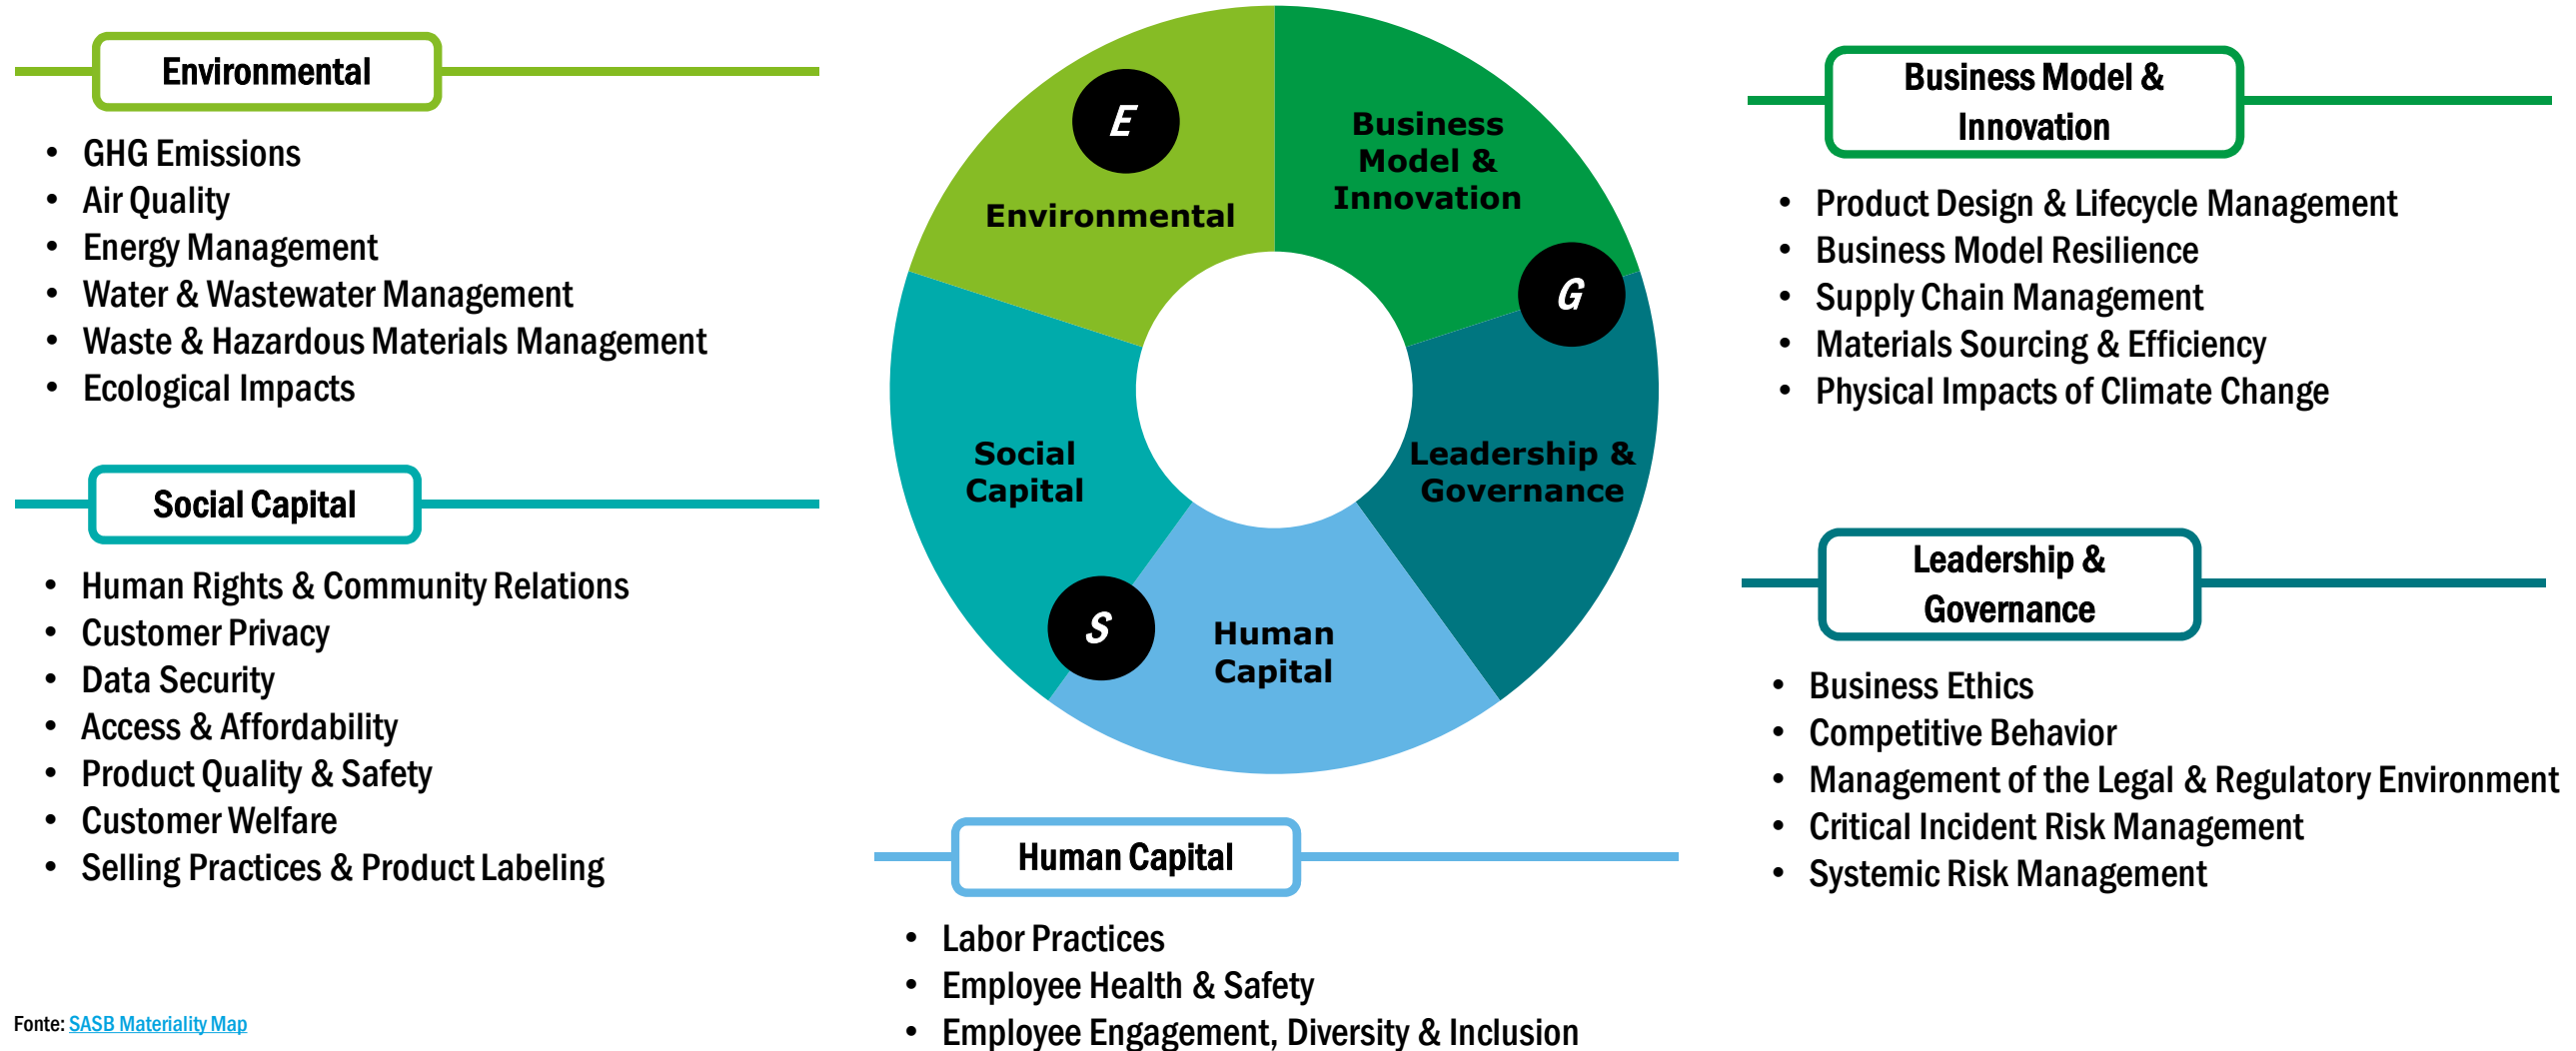 Environmental
• GHG Emissions
• Air Quality
• Energy Management
• Water & Wastewater Management
• Waste & Hazardous Materials Management
• Ecological Impacts
Social Capital
• Human Rights & Community Relations
• Customer Privacy
• Data Security
• Access & Affordability
• Product Quality & Safety
• Customer Welfare
• Selling Practices & Product Labeling
Fonte: SASB Materiality Map
E
Environmental
Business
Model &
Innovation
G
Leadership &
Governance
Social
Capital
S
Human
Capital
Human Capital
• Labor Practices
• Employee Health & Safety
• Employee Engagement, Diversity & Inclusion
Business Model &
Innovation
• Product Design & Lifecycle Management
• Business Model Resilience
• Supply Chain Management
• Materials Sourcing & Efficiency
• Physical Impacts of Climate Change
Leadership &
Governance
• Business Ethics
• Competitive Behavior
• Management of the Legal & Regulatory Environment
• Critical Incident Risk Management
• Systemic Risk Management